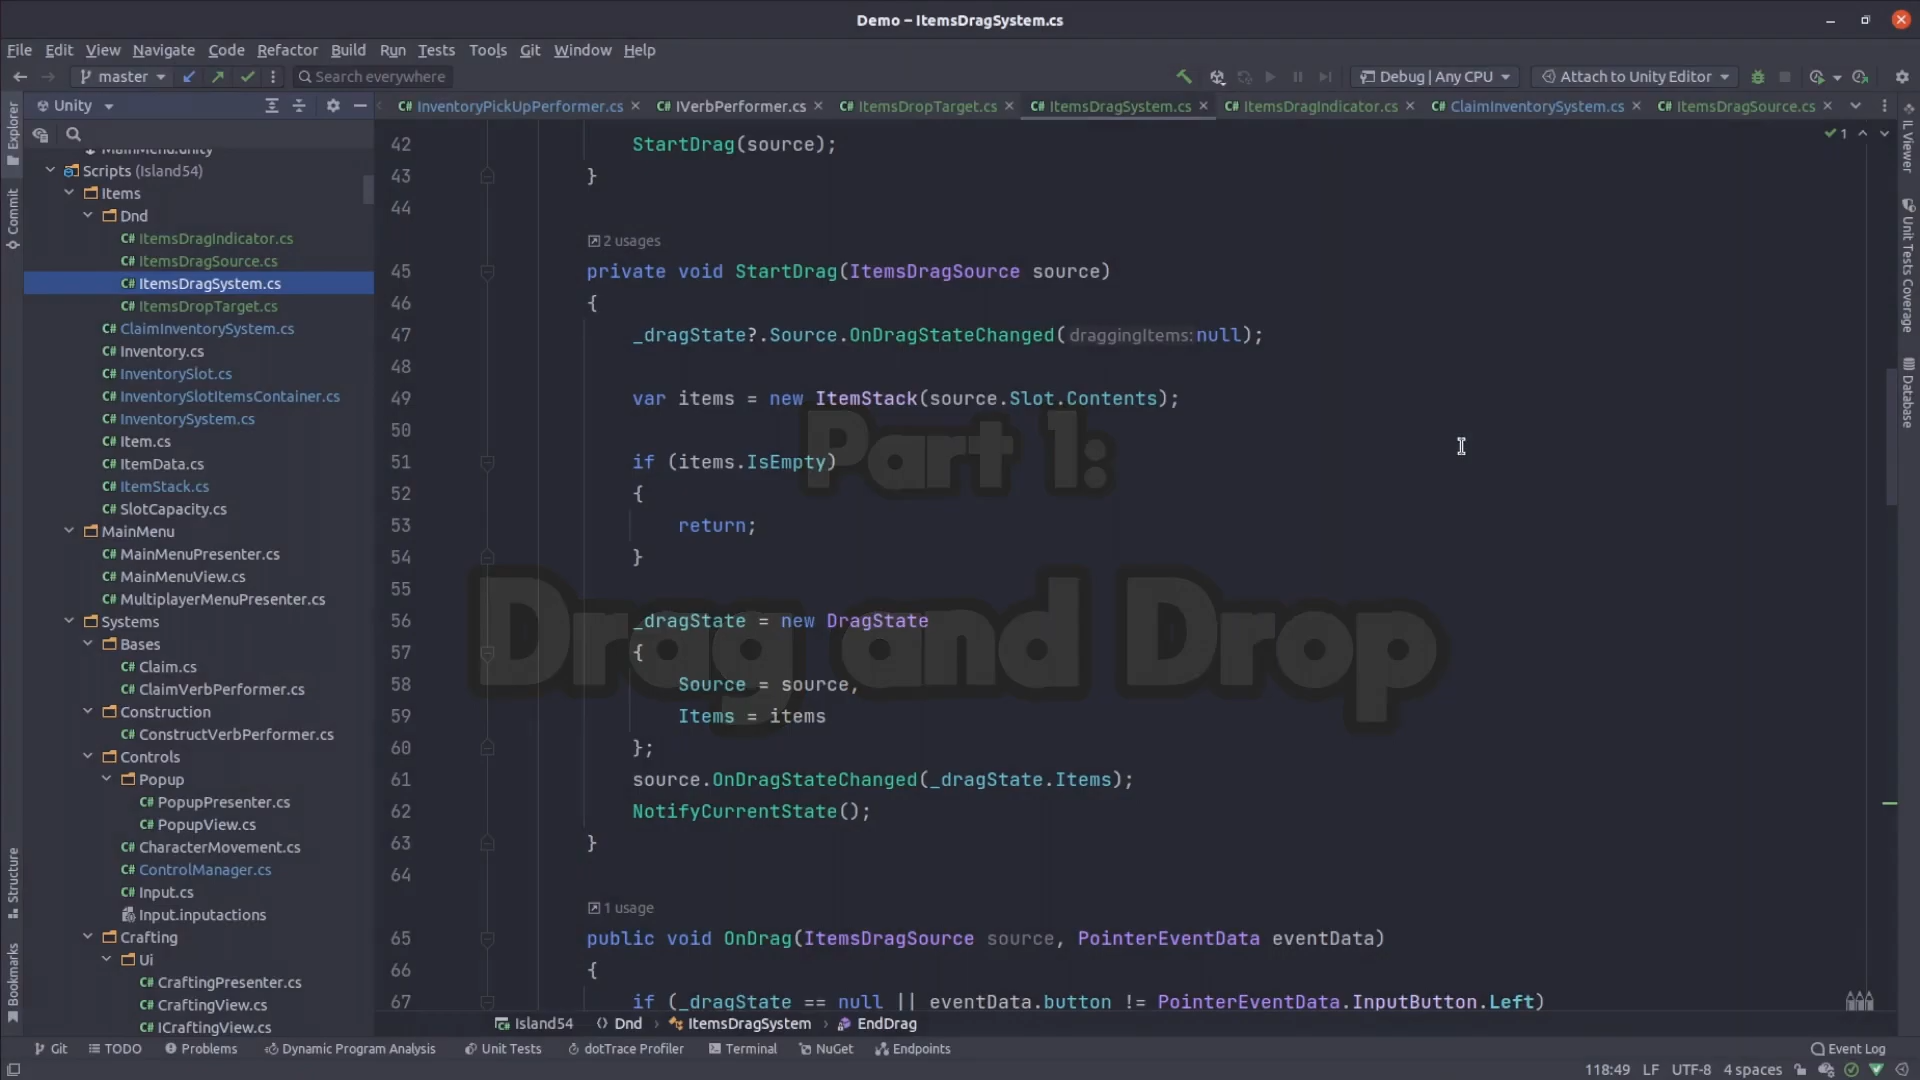 Demo – ItemsDragSystem.cs
File Edit View Navigate Code Refactor Build Run Tests Tools Git Window Help
master Search everywhere Debug | Any CPU Attach to Unity Editor
Unity
InventoryPickUpPerformer.cs IVerbPerformer.cs ItemsDropTarget.cs ItemsDragSystem.cs ItemsDragIndicator.cs ClaimInventorySystem.cs ItemsDragSource.cs
Explorer
Commit
Structure
Bookmarks
MainMenu.unity
Scripts (Island54)
Items
Dnd
C# ItemsDragIndicator.cs
C# ItemsDragSource.cs
C# ItemsDragSystem.cs
C# ItemsDropTarget.cs
C# ClaimInventorySystem.cs
C# Inventory.cs
C# InventorySlot.cs
C# InventorySlotItemsContainer.cs
C# InventorySystem.cs
C# Item.cs
C# ItemData.cs
C# ItemStack.cs
C# SlotCapacity.cs
MainMenu
C# MainMenuPresenter.cs
C# MainMenuView.cs
C# MultiplayerMenuPresenter.cs
Systems
Bases
C# Claim.cs
C# ClaimVerbPerformer.cs
Construction
C# ConstructVerbPerformer.cs
Controls
Popup
C# PopupPresenter.cs
C# PopupView.cs
C# CharacterMovement.cs
C# ControlManager.cs
C# Input.cs
Input.inputactions
Crafting
Ui
C# CraftingPresenter.cs
C# CraftingView.cs
C# ICraftingView.cs
1
42 StartDrag(source);
43 }
44
2 usages
45 private void StartDrag(ItemsDragSource source)
46 {
47 _dragState?.Source.OnDragStateChanged( draggingItems: null);
48
49 var items = new ItemStack(source.Slot.Contents);
50
51 if (items.IsEmpty)
52 {
53 return;
54 }
55
56 _dragState = new DragState
57 {
58 Source = source,
59 Items = items
60 };
61 source.OnDragStateChanged(_dragState.Items);
62 NotifyCurrentState();
63 }
64
1 usage
65 public void OnDrag(ItemsDragSource source, PointerEventData eventData)
66 {
67 if (_dragState == null || eventData.button != PointerEventData.InputButton.Left)
Part 1:
Drag and Drop
IL Viewer
Unit Tests Coverage
Database
Island54 Dnd ItemsDragSystem EndDrag
Git TODO Problems Dynamic Program Analysis Unit Tests dotTrace Profiler Terminal NuGet Endpoints Event Log
118:49 LF UTF-8 4 spaces